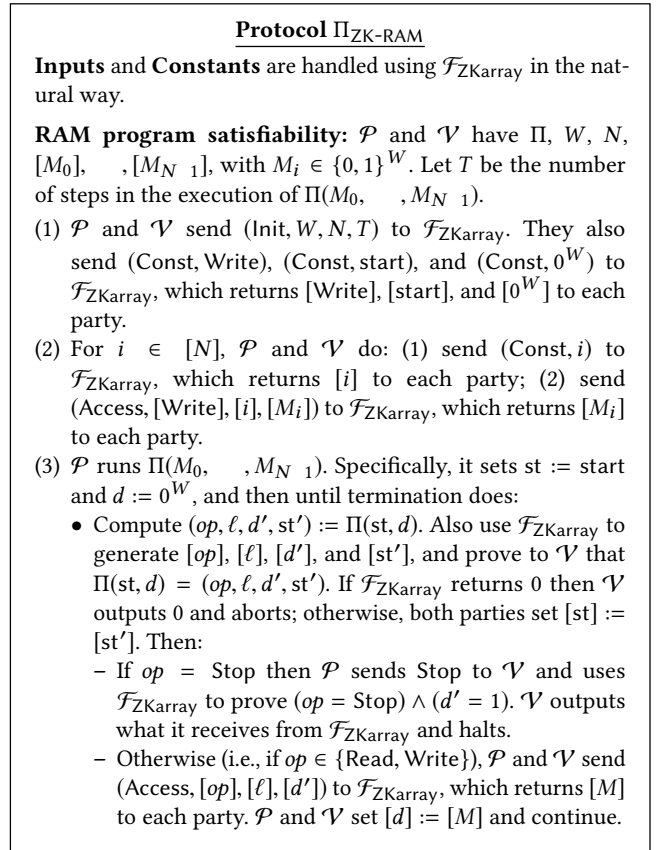 Protocol Π_ZK-RAM
Inputs and Constants are handled using ℱ_ZKarray in the nat-
ural way.
RAM program satisfiability: 𝒫 and 𝒱 have Π, W, N,
[M_0], , [M_{N 1}], with M_i ∈ {0, 1}^W. Let T be the number
of steps in the execution of Π(M_0, , M_{N 1}).
(1) 𝒫 and 𝒱 send (Init, W, N, T) to ℱ_ZKarray. They also
send (Const, Write), (Const, start), and (Const, 0^W) to
ℱ_ZKarray, which returns [Write], [start], and [0^W] to each
party.
(2) For i ∈ [N], 𝒫 and 𝒱 do: (1) send (Const, i) to
ℱ_ZKarray, which returns [i] to each party; (2) send
(Access, [Write], [i], [M_i]) to ℱ_ZKarray, which returns [M_i]
to each party.
(3) 𝒫 runs Π(M_0, , M_{N 1}). Specifically, it sets st := start
and d := 0^W, and then until termination does:
• Compute (op, ℓ, d′, st′) := Π(st, d). Also use ℱ_ZKarray to
generate [op], [ℓ], [d′], and [st′], and prove to 𝒱 that
Π(st, d) = (op, ℓ, d′, st′). If ℱ_ZKarray returns 0 then 𝒱
outputs 0 and aborts; otherwise, both parties set [st] :=
[st′]. Then:
– If op = Stop then 𝒫 sends Stop to 𝒱 and uses
ℱ_ZKarray to prove (op = Stop) ∧ (d′ = 1). 𝒱 outputs
what it receives from ℱ_ZKarray and halts.
– Otherwise (i.e., if op ∈ {Read, Write}), 𝒫 and 𝒱 send
(Access, [op], [ℓ], [d′]) to ℱ_ZKarray, which returns [M]
to each party. 𝒫 and 𝒱 set [d] := [M] and continue.